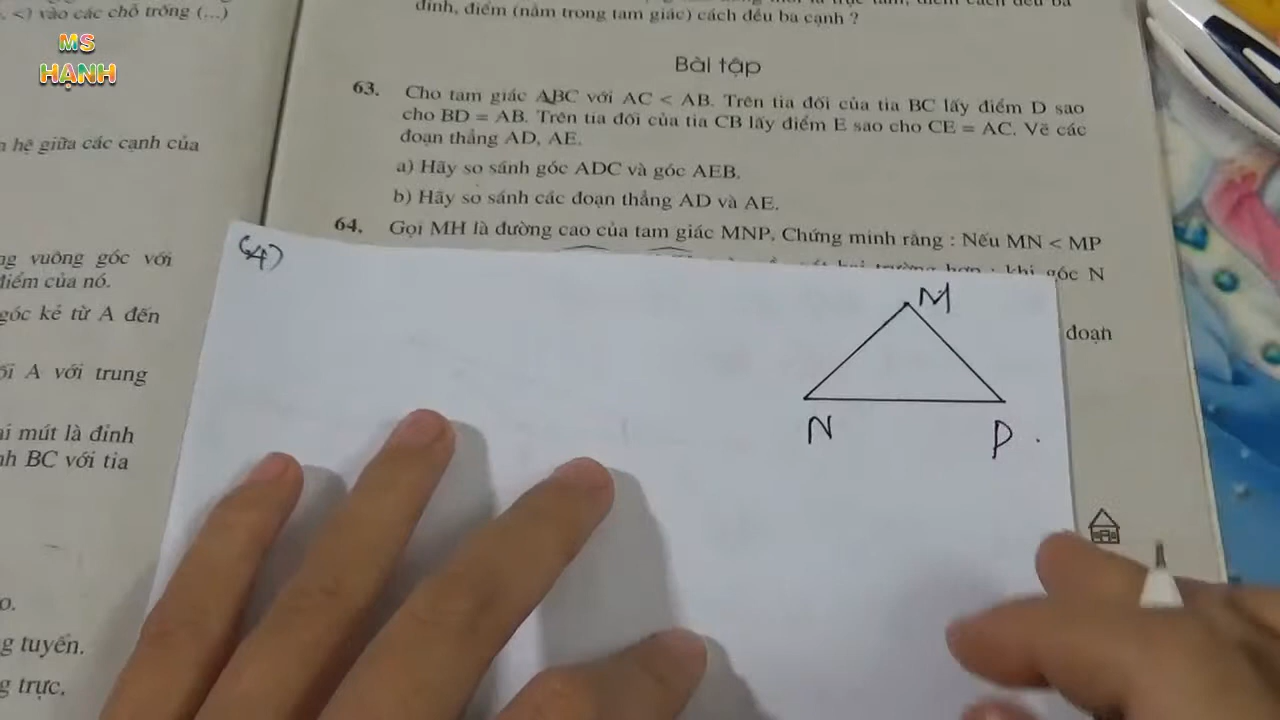 , <) vào các chỗ trống (...)
MS
HẠNH
hệ giữa các cạnh của
vuông góc với
điểm của nó.
góc kẻ từ A đến
A với trung
mút là đỉnh
BC với tia
tuyến.
trực.
đỉnh, điểm (nằm trong tam giác) cách đều ba cạnh ?
Bài tập
63. Cho tam giác ABC với AC < AB. Trên tia đối của tia BC lấy điểm D sao
cho BD = AB. Trên tia đối của tia CB lấy điểm E sao cho CE = AC. Vẽ các
đoạn thẳng AD, AE.
a) Hãy so sánh góc ADC và góc AEB.
b) Hãy so sánh các đoạn thẳng AD và AE.
64. Gọi MH là đường cao của tam giác MNP. Chứng minh rằng : Nếu MN < MP
khi góc N
đoạn
M
N
P